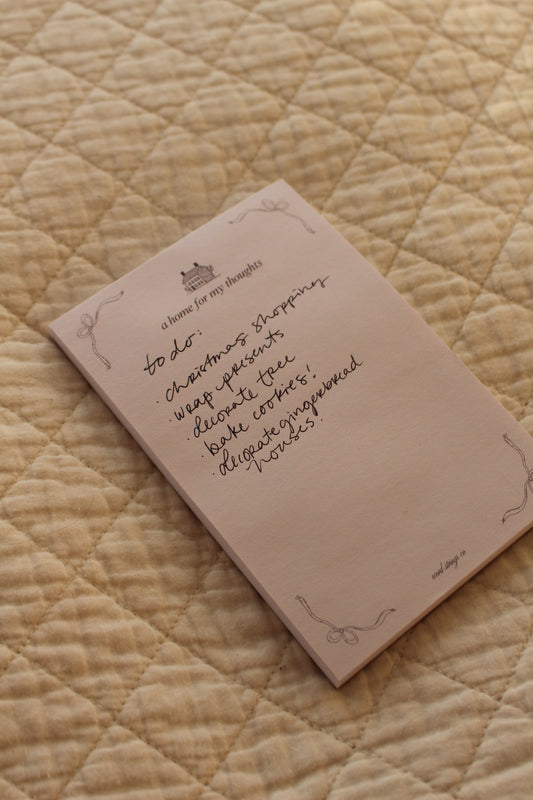 a home for my thoughts
to do:
· christmas shopping
· wrap presents
· decorate tree
· bake cookies!
· decorate gingerbread
houses!